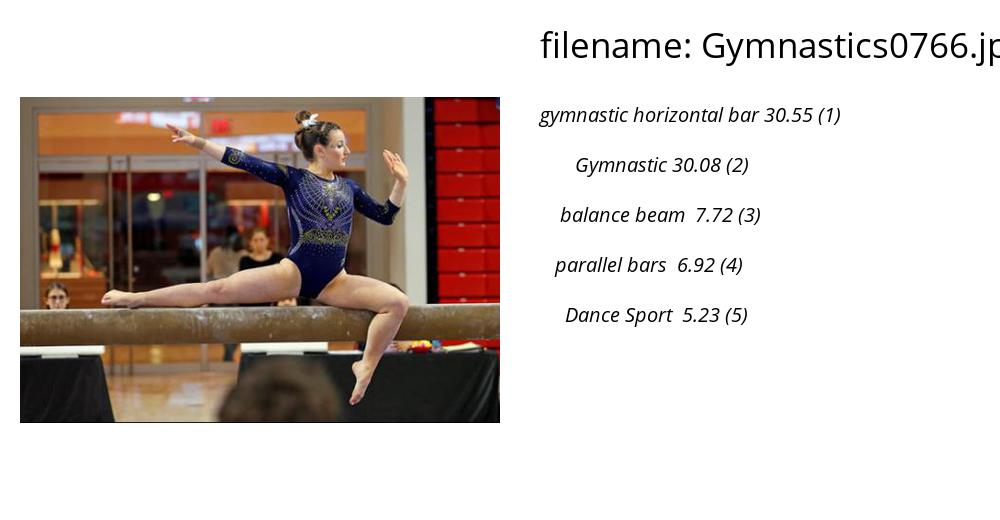 filename: Gymnastics0766.jp
gymnastic horizontal bar 30.55 (1)
Gymnastic 30.08 (2)
balance beam 7.72 (3)
parallel bars 6.92 (4)
Dance Sport 5.23 (5)